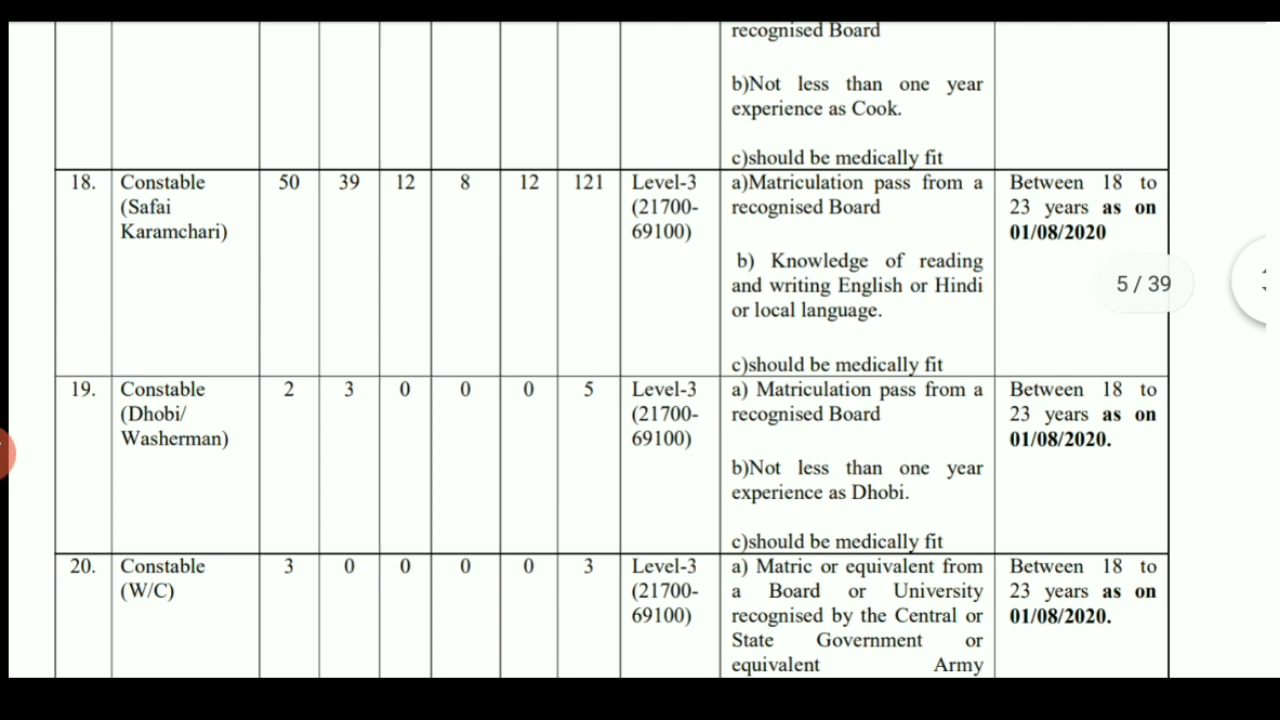 recognised Board
b)Not less than one year
experience as Cook.
c)should be medically fit
18. Constable 50 39 12 8 12 121 Level-3 a)Matriculation pass from a Between 18 to
(Safai (21700- recognised Board 23 years as on
Karamchari) 69100) 01/08/2020
b) Knowledge of reading
and writing English or Hindi
or local language.
5 / 39
c)should be medically fit
19. Constable 2 3 0 0 0 5 Level-3 a) Matriculation pass from a Between 18 to
(Dhobi/ (21700- recognised Board 23 years as on
Washerman) 69100) 01/08/2020.
b)Not less than one year
experience as Dhobi.
c)should be medically fit
20. Constable 3 0 0 0 0 3 Level-3 a) Matric or equivalent from Between 18 to
(W/C) (21700- a Board or University 23 years as on
69100) recognised by the Central or 01/08/2020.
State Government or
equivalent Army